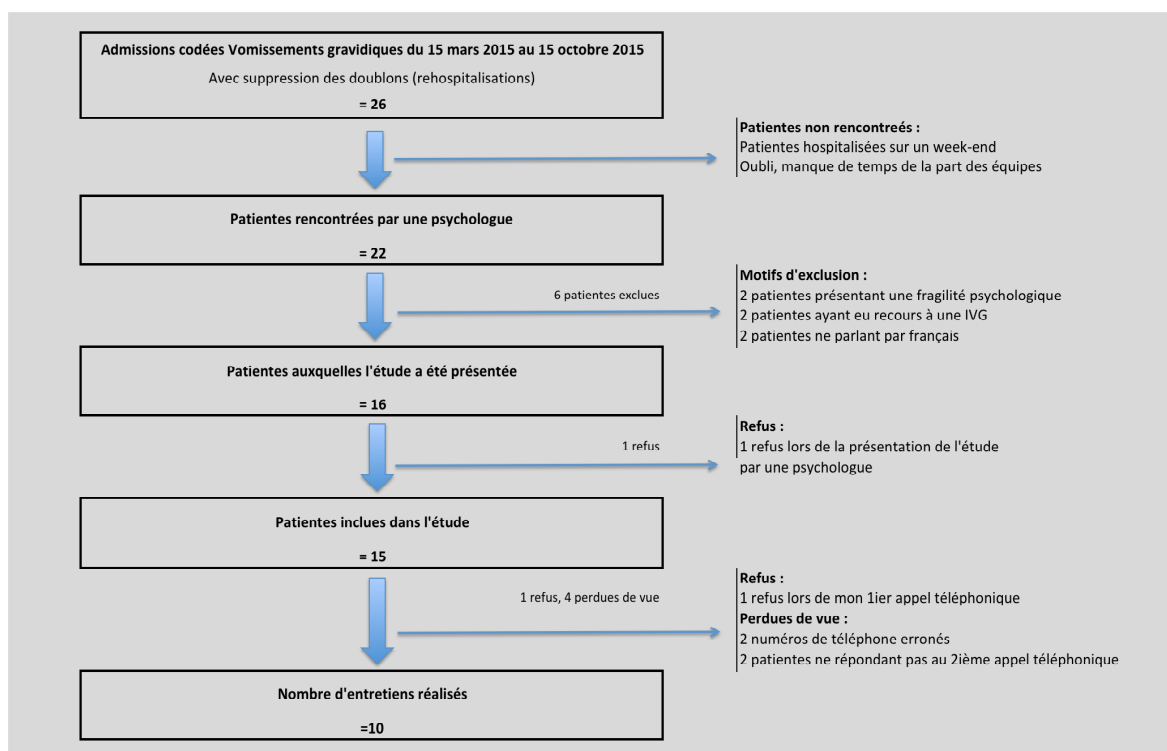 Admissions codées Vomissements gravidiques du 15 mars 2015 au 15 octobre 2015
Avec suppression des doublons (rehospitalisations)
= 26
Patientes non rencontreés :
Patientes hospitalisées sur un week-end
Oubli, manque de temps de la part des équipes
Patientes rencontrées par une psychologue
= 22
6 patientes exclues
Motifs d'exclusion :
2 patientes présentant une fragilité psychologique
2 patientes ayant eu recours à une IVG
2 patientes ne parlant par français
Patientes auxquelles l'étude a été présentée
= 16
1 refus
Refus :
1 refus lors de la présentation de l'étude
par une psychologue
Patientes inclues dans l'étude
= 15
1 refus, 4 perdues de vue
Refus :
1 refus lors de mon 1ier appel téléphonique
Perdues de vue :
2 numéros de téléphone erronés
2 patientes ne répondant pas au 2ième appel téléphonique
Nombre d'entretiens réalisés
=10